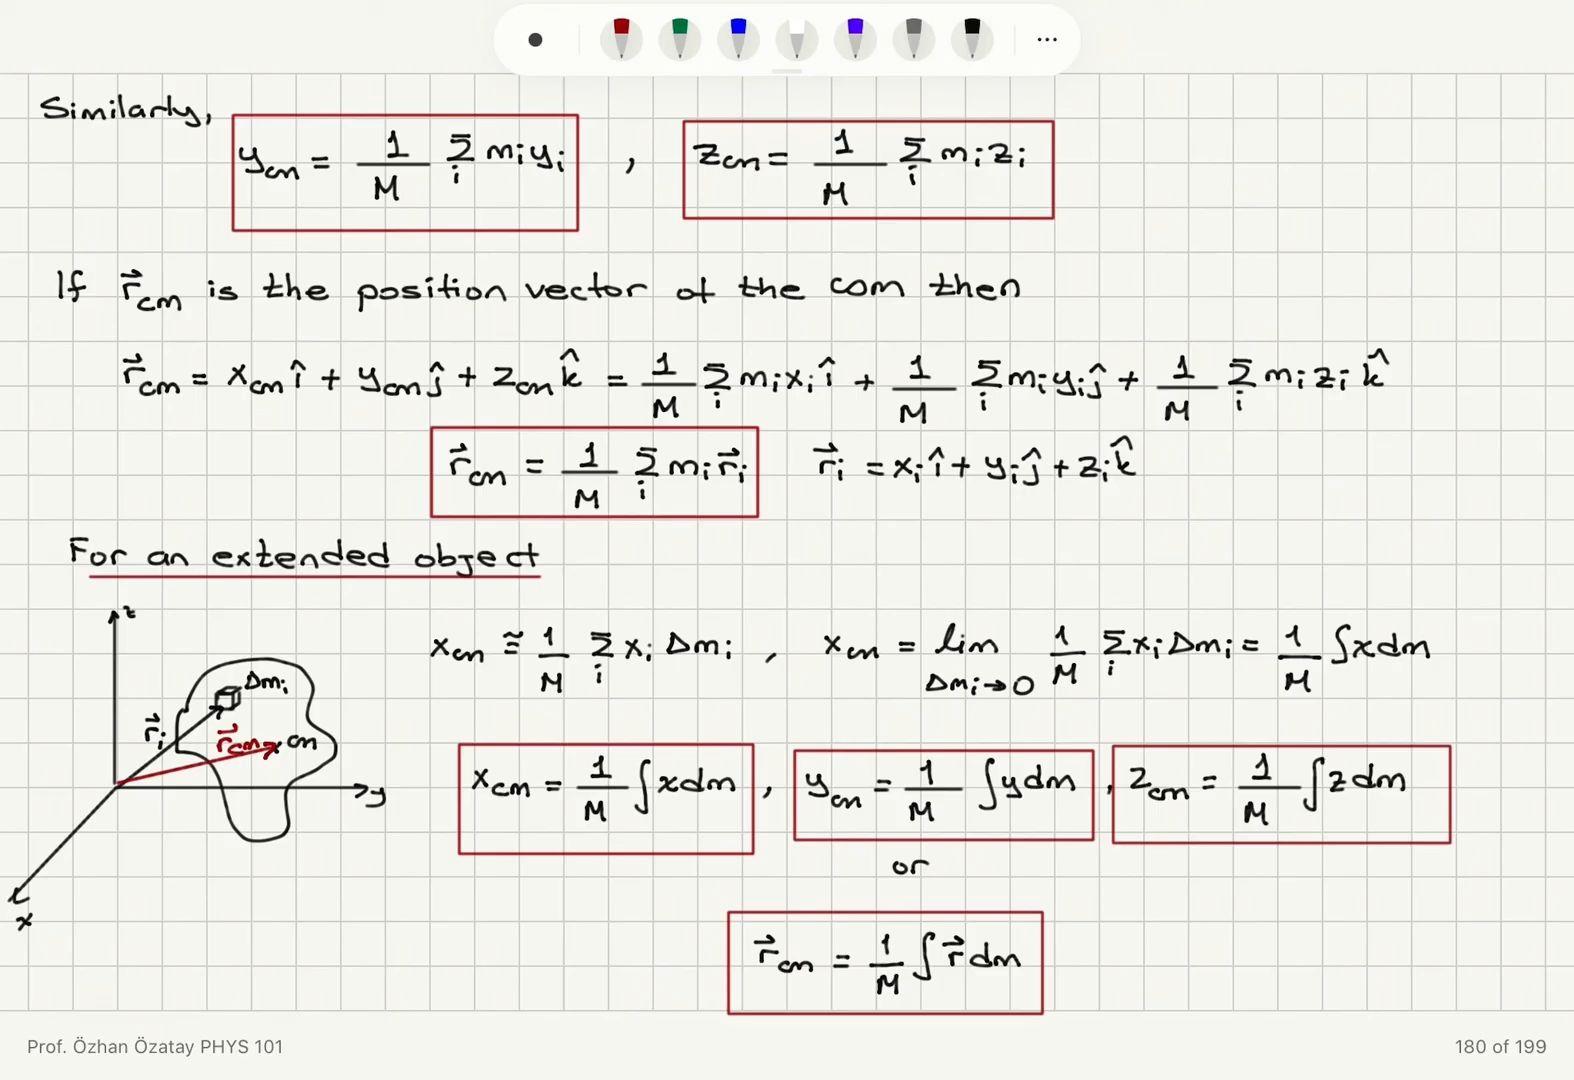 Similarly,
y_cm = 1/M Σ_i m_i y_i , z_cm = 1/M Σ_i m_i z_i
If r⃗_cm is the position vector of the com then
r⃗_cm = x_cm î + y_cm ĵ + z_cm k̂ = 1/M Σ_i m_i x_i î + 1/M Σ_i m_i y_i ĵ + 1/M Σ_i m_i z_i k̂
r⃗_cm = 1/M Σ_i m_i r⃗_i r⃗_i = x_i î + y_i ĵ + z_i k̂
For an extended object
z
Δm_i
r⃗_i
r⃗_cm
x cm
y
x
x_cm ≅ 1/M Σ_i x_i Δm_i , x_cm = lim Δm_i→0 1/M Σ_i x_i Δm_i = 1/M ∫x dm
x_cm = 1/M ∫x dm , y_cm = 1/M ∫y dm , z_cm = 1/M ∫z dm
or
r⃗_cm = 1/M ∫r⃗ dm
Prof. Özhan Özatay PHYS 101
180 of 199